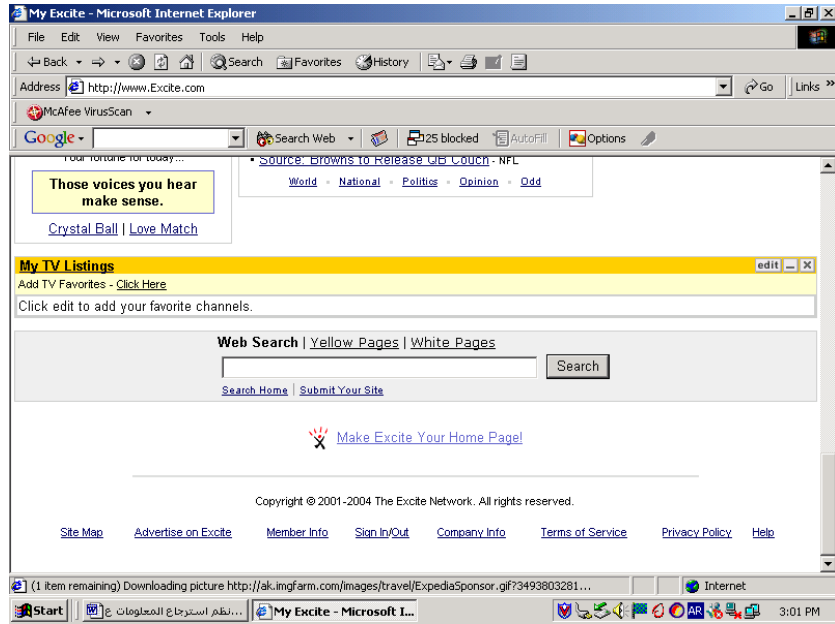 My Excite - Microsoft Internet Explorer
File Edit View Favorites Tools Help
Back Search Favorites History
Address http://www.Excite.com Go Links »
McAfee VirusScan
Google Search Web 25 blocked AutoFill Options
Your fortune for today...
Those voices you hear
make sense.
Crystal Ball | Love Match
Source: Browns to Release QB Couch - NFL
World National Politics Opinion Odd
My TV Listings edit
Add TV Favorites - Click Here
Click edit to add your favorite channels.
Web Search | Yellow Pages | White Pages
Search
Search Home | Submit Your Site
Make Excite Your Home Page!
Copyright © 2001-2004 The Excite Network. All rights reserved.
Site Map Advertise on Excite Member Info Sign In/Out Company Info Terms of Service Privacy Policy Help
(1 item remaining) Downloading picture http://ak.imgfarm.com/images/travel/ExpediaSponsor.gif?3493803281... Internet
Start نظم استرجاع المعلومات ع... My Excite - Microsoft I... AR 3:01 PM